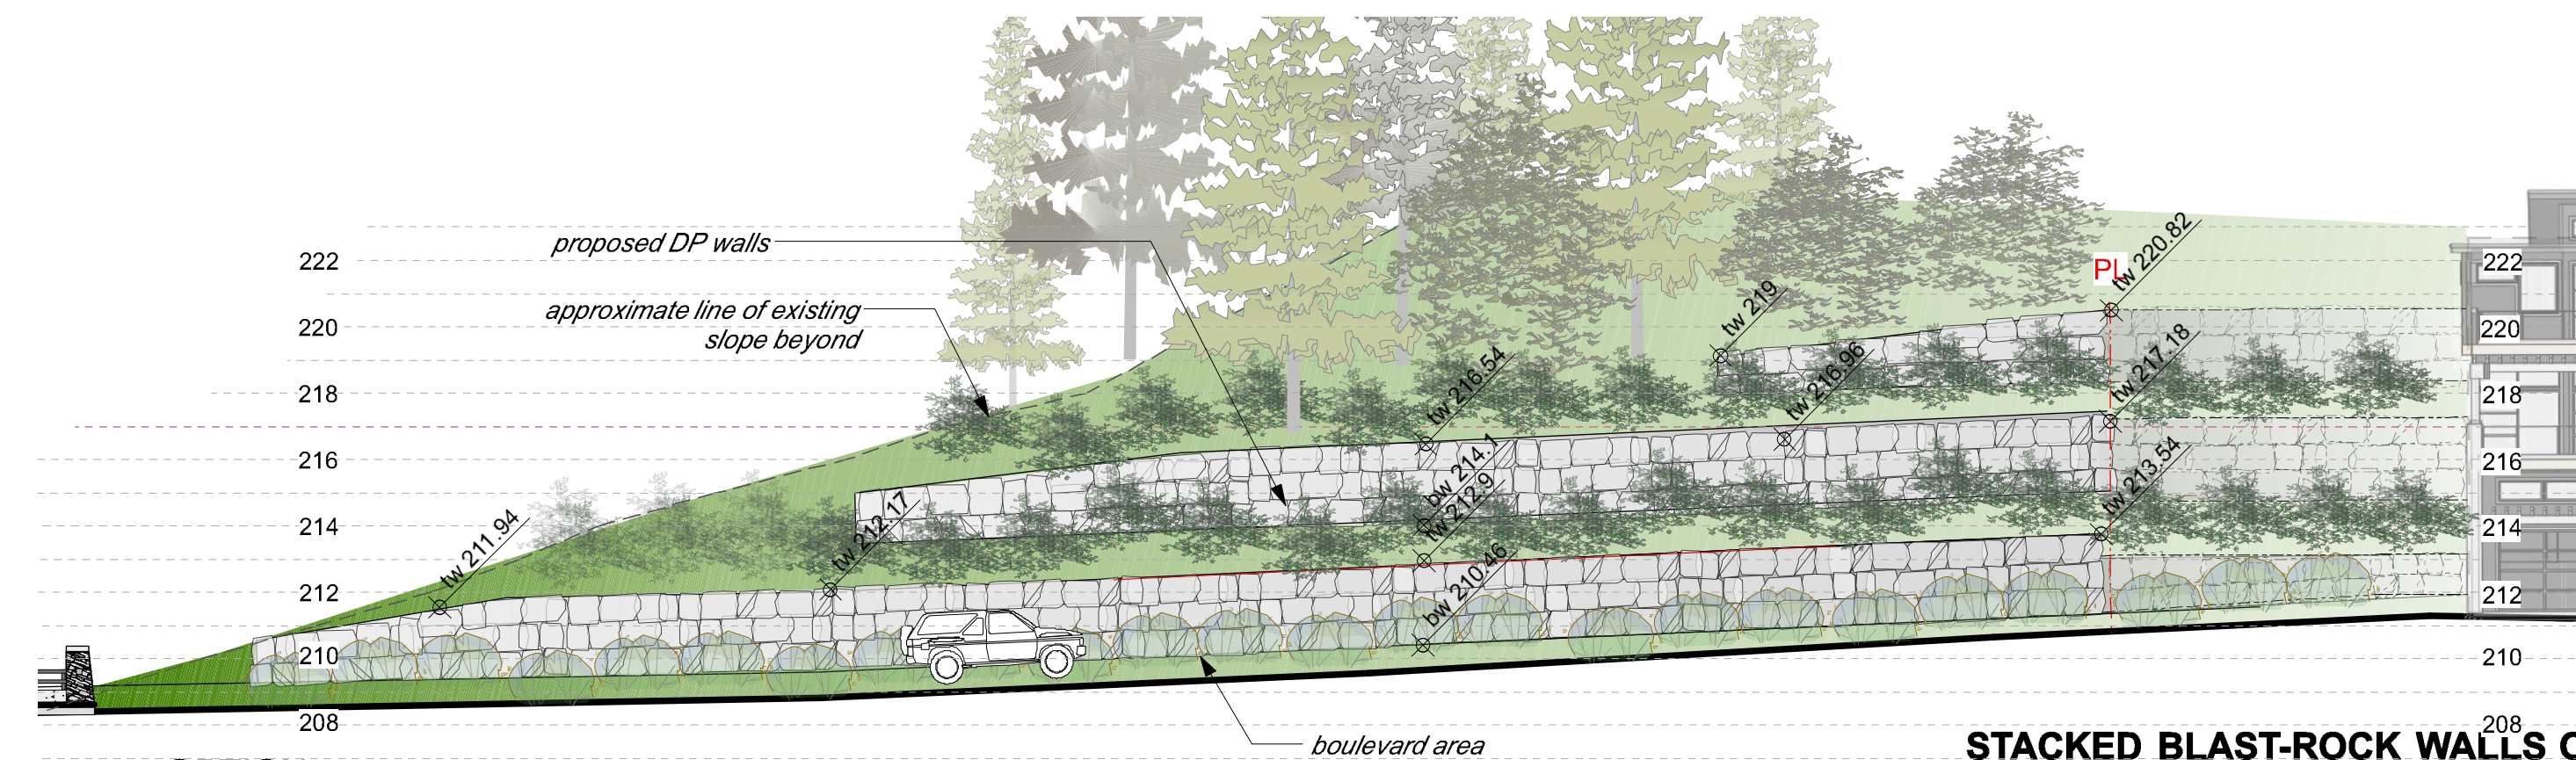 proposed DP walls
approximate line of existing
slope beyond
222
220
218
216
214
212
210
208
tw 211.94
tw 212.17
tw 216.54
bw 214.1
tw 212.9
bw 210.46
tw 219
tw 216.96
PL
tw 220.82
tw 217.18
tw 213.54
222
220
218
216
214
212
210
208
boulevard area
STACKED BLAST-ROCK WALLS